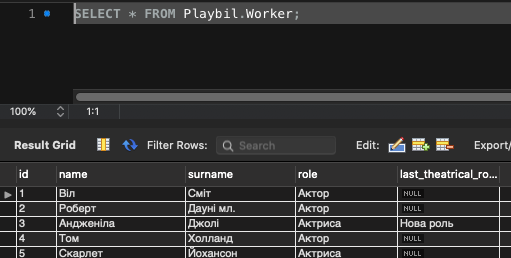 1 SELECT * FROM Playbil.Worker;
100% 1:1
Result Grid Filter Rows: Search Edit: Export/
id name surname role last_theatrical_ro...
1 Віл Сміт Актор NULL
2 Роберт Дауні мл. Актор NULL
3 Андженіла Джолі Актриса Нова роль
4 Том Холланд Актор NULL
5 Скарлет Йохансон Актриса NULL